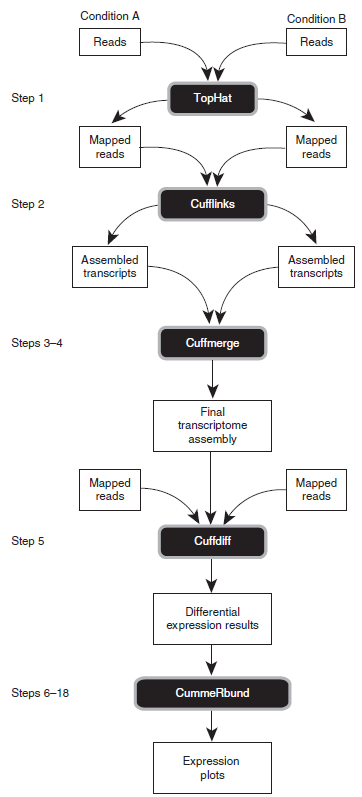 Condition A
Condition B
Reads
Reads
Step 1
TopHat
Mapped
reads
Mapped
reads
Step 2
Cufflinks
Assembled
transcripts
Assembled
transcripts
Steps 3–4
Cuffmerge
Final
transcriptome
assembly
Mapped
reads
Mapped
reads
Step 5
Cuffdiff
Differential
expression results
Steps 6–18
CummeRbund
Expression
plots